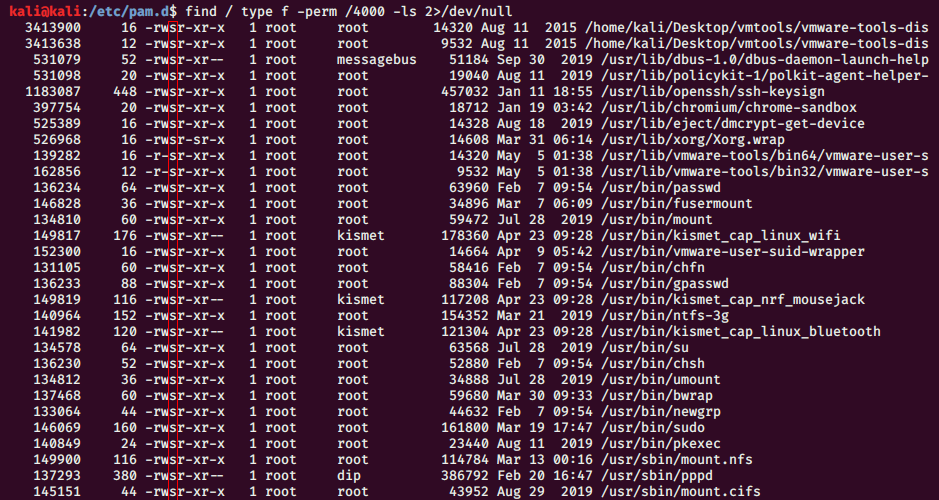 kali@kali:/etc/pam.d$ find / type f -perm /4000 -ls 2>/dev/null
3413900 16 -rwsr-xr-x 1 root root 14320 Aug 11 2015 /home/kali/Desktop/vmtools/vmware-tools-dis
3413638 12 -rwsr-xr-x 1 root root 9532 Aug 11 2015 /home/kali/Desktop/vmtools/vmware-tools-dis
531079 52 -rwsr-xr-- 1 root messagebus 51184 Sep 30 2019 /usr/lib/dbus-1.0/dbus-daemon-launch-help
531098 20 -rwsr-xr-x 1 root root 19040 Aug 11 2019 /usr/lib/policykit-1/polkit-agent-helper-
1183087 448 -rwsr-xr-x 1 root root 457032 Jan 11 18:55 /usr/lib/openssh/ssh-keysign
397754 20 -rwsr-xr-x 1 root root 18712 Jan 19 03:42 /usr/lib/chromium/chrome-sandbox
525389 16 -rwsr-xr-x 1 root root 14328 Aug 18 2019 /usr/lib/eject/dmcrypt-get-device
526968 16 -rwsr-sr-x 1 root root 14608 Mar 31 06:14 /usr/lib/xorg/Xorg.wrap
139282 16 -r-sr-xr-x 1 root root 14320 May 5 01:38 /usr/lib/vmware-tools/bin64/vmware-user-s
162856 12 -r-sr-xr-x 1 root root 9532 May 5 01:38 /usr/lib/vmware-tools/bin32/vmware-user-s
136234 64 -rwsr-xr-x 1 root root 63960 Feb 7 09:54 /usr/bin/passwd
146828 36 -rwsr-xr-x 1 root root 34896 Mar 7 06:09 /usr/bin/fusermount
134810 60 -rwsr-xr-x 1 root root 59472 Jul 28 2019 /usr/bin/mount
149817 176 -rwsr-xr-- 1 root kismet 178360 Apr 23 09:28 /usr/bin/kismet_cap_linux_wifi
152300 16 -rwsr-xr-x 1 root root 14664 Apr 9 05:42 /usr/bin/vmware-user-suid-wrapper
131105 60 -rwsr-xr-x 1 root root 58416 Feb 7 09:54 /usr/bin/chfn
136233 88 -rwsr-xr-x 1 root root 88304 Feb 7 09:54 /usr/bin/gpasswd
149819 116 -rwsr-xr-- 1 root kismet 117208 Apr 23 09:28 /usr/bin/kismet_cap_nrf_mousejack
140964 152 -rwsr-xr-x 1 root root 154352 Mar 21 2019 /usr/bin/ntfs-3g
141982 120 -rwsr-xr-- 1 root kismet 121304 Apr 23 09:28 /usr/bin/kismet_cap_linux_bluetooth
134578 64 -rwsr-xr-x 1 root root 63568 Jul 28 2019 /usr/bin/su
136230 52 -rwsr-xr-x 1 root root 52880 Feb 7 09:54 /usr/bin/chsh
134812 36 -rwsr-xr-x 1 root root 34888 Jul 28 2019 /usr/bin/umount
137468 60 -rwsr-xr-x 1 root root 59680 Mar 30 09:33 /usr/bin/bwrap
133064 44 -rwsr-xr-x 1 root root 44632 Feb 7 09:54 /usr/bin/newgrp
146069 160 -rwsr-xr-x 1 root root 161800 Mar 19 17:47 /usr/bin/sudo
140849 24 -rwsr-xr-x 1 root root 23440 Aug 11 2019 /usr/bin/pkexec
149900 116 -rwsr-xr-x 1 root root 114784 Mar 13 00:16 /usr/sbin/mount.nfs
137293 380 -rwsr-xr-- 1 root dip 386792 Feb 20 16:47 /usr/sbin/pppd
145151 44 -rwsr-xr-x 1 root root 43952 Aug 29 2019 /usr/sbin/mount.cifs